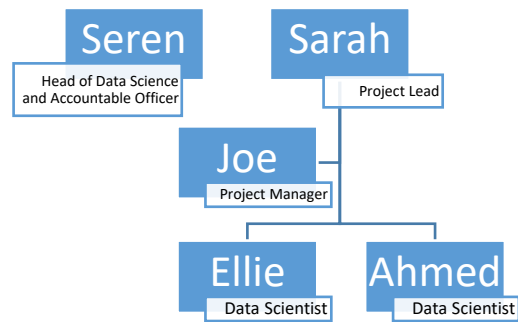 Seren
Head of Data Science
and Accountable Officer
Sarah
Project Lead
Joe
Project Manager
Ellie
Data Scientist
Ahmed
Data Scientist